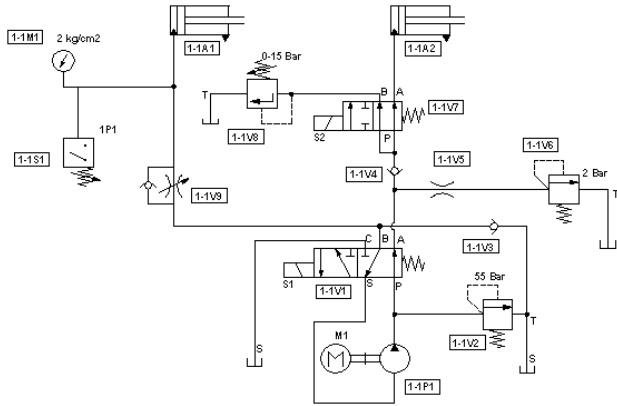 1-1M1 2 kg/cm2
1-1A1
1-1A2
0-15 Bar
T
B A
1-1V7
1-1V8
S2
P
1P1
1-1S1
1-1V4
1-1V5
1-1V6
2 Bar
T
1-1V9
C B A
1-1V3
S1
1-1V1
S
P
55 Bar
T
M1
1-1V2
S
S
M
1-1P1